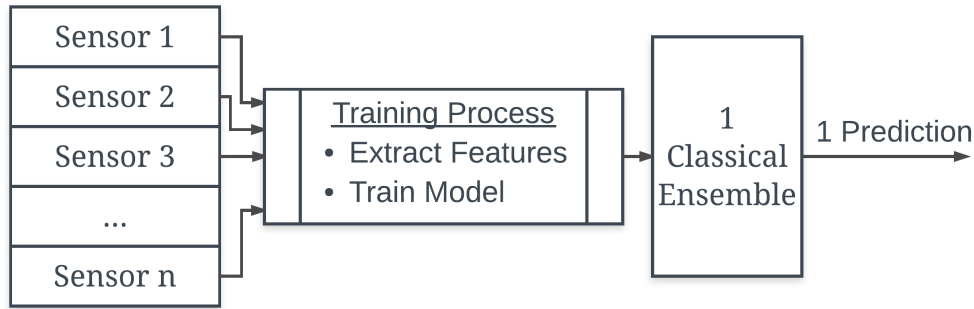 Sensor 1
Sensor 2
Sensor 3
...
Sensor n
Training Process
• Extract Features
• Train Model
1
Classical
Ensemble
1 Prediction